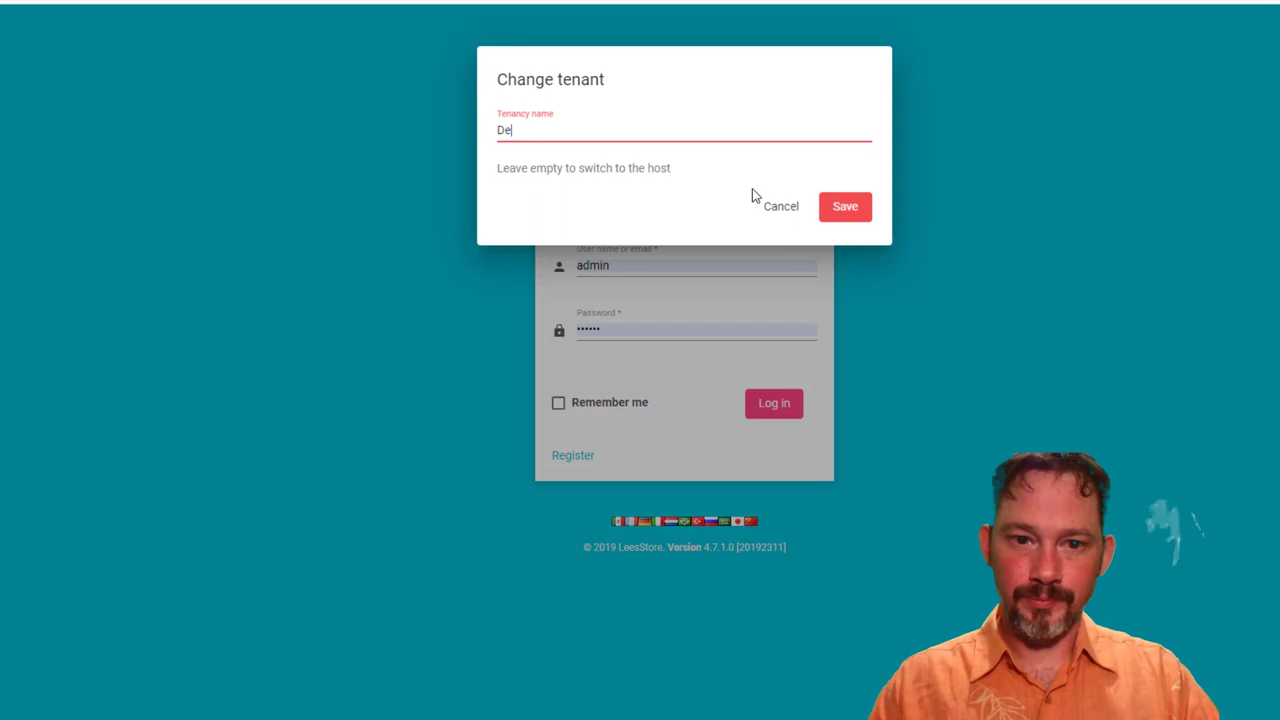 Change tenant
Tenancy name
De
Leave empty to switch to the host
Cancel
Save
User name or email *
admin
Password *
••••••
Remember me
Log in
Register
© 2019 LeesStore. Version 4.7.1.0 [20192311]